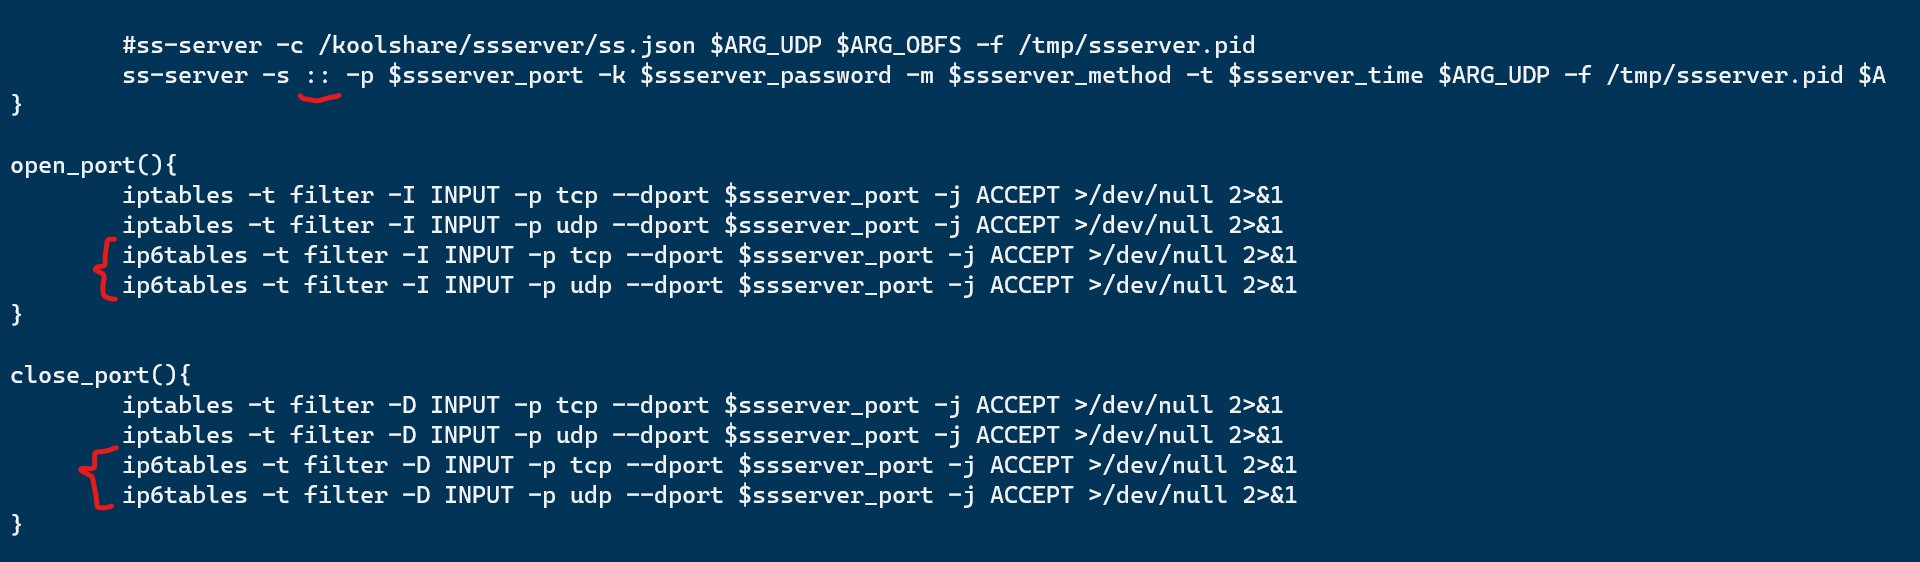 #ss-server -c /koolshare/ssserver/ss.json $ARG_UDP $ARG_OBFS -f /tmp/ssserver.pid
ss-server -s :: -p $ssserver_port -k $ssserver_password -m $ssserver_method -t $ssserver_time $ARG_UDP -f /tmp/ssserver.pid $A
}
open_port(){
iptables -t filter -I INPUT -p tcp --dport $ssserver_port -j ACCEPT >/dev/null 2>&1
iptables -t filter -I INPUT -p udp --dport $ssserver_port -j ACCEPT >/dev/null 2>&1
ip6tables -t filter -I INPUT -p tcp --dport $ssserver_port -j ACCEPT >/dev/null 2>&1
ip6tables -t filter -I INPUT -p udp --dport $ssserver_port -j ACCEPT >/dev/null 2>&1
}
close_port(){
iptables -t filter -D INPUT -p tcp --dport $ssserver_port -j ACCEPT >/dev/null 2>&1
iptables -t filter -D INPUT -p udp --dport $ssserver_port -j ACCEPT >/dev/null 2>&1
ip6tables -t filter -D INPUT -p tcp --dport $ssserver_port -j ACCEPT >/dev/null 2>&1
ip6tables -t filter -D INPUT -p udp --dport $ssserver_port -j ACCEPT >/dev/null 2>&1
}